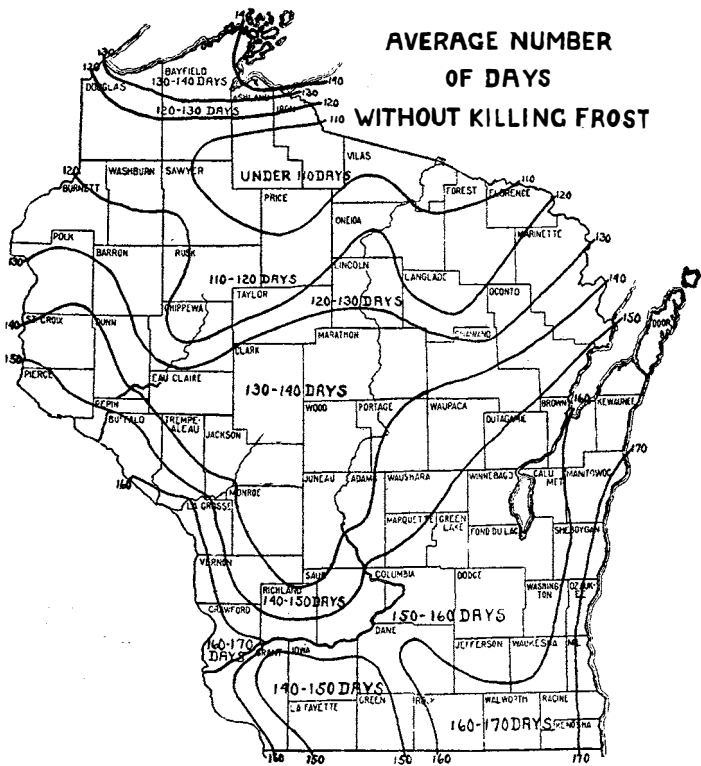 AVERAGE NUMBER
OF DAYS
WITHOUT KILLING FROST
140
130
120
BAYFIELD
130-140 DAYS
DOUGLAS
ASHLAND
140
130
120-130 DAYS
IRON
120
110
VILAS
120
WASHBURN
SAWYER
UNDER 110 DAYS
BURNETT
PRICE
FOREST
110
FLORENCE
120
ONEIDA
POLK
MARINETTE
130
BARRON
RUSK
130
110-120 DAYS
LINCOLN
LANGLADE
140
TAYLOR
120-130 DAYS
OCONTO
CHIPPEWA
140
ST. CROIX
DUNN
MARATHON
SHAWANO
150
DOOR
CLARK
150
PIERCE
EAU CLAIRE
130-140 DAYS
PEPIN
WOOD
PORTAGE
WAUPACA
BROWN
160
KEWAUNEE
BUFFALO
TREMPE-
ALEAU
OUTAGAMIE
JACKSON
170
160
JUNEAU
ADAMS
WAUSHARA
WINNEBAGO
CALU
MET
MANITOWOC
MONROE
LA CROSSE
MARQUETTE
GREEN
LAKE
FOND DU LAC
SHEBOYGAN
VERNON
SAUK
COLUMBIA
DODGE
RICHLAND
140-150 DAYS
WASHING
TON
OZAUK-
EE
CRAWFORD
150-160 DAYS
DANE
160-170
DAYS
GRANT
IOWA
JEFFERSON
WAUKESHA
MIL
140-150 DAYS
LA FAYETTE
GREEN
ROCK
WALWORTH
RACINE
160-170 DAYS
KENOSHA
160
150
150
160
170